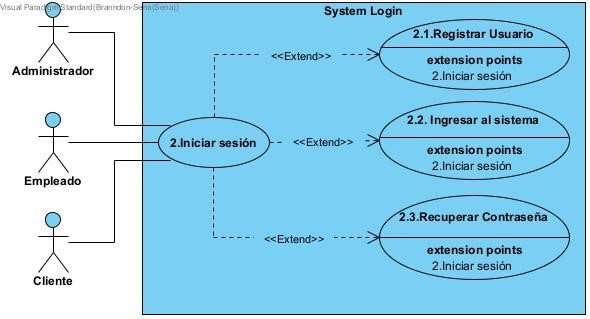 Visual Paradigm Standard(Branndon-Sena(Sena))
System Login
Administrador
Empleado
Cliente
2.Iniciar sesión
<<Extend>>
2.1.Registrar Usuario
extension points
2.Iniciar sesión
<<Extend>>
2.2. Ingresar al sistema
extension points
2.Iniciar sesión
<<Extend>>
2.3.Recuperar Contraseña
extension points
2.Iniciar sesión